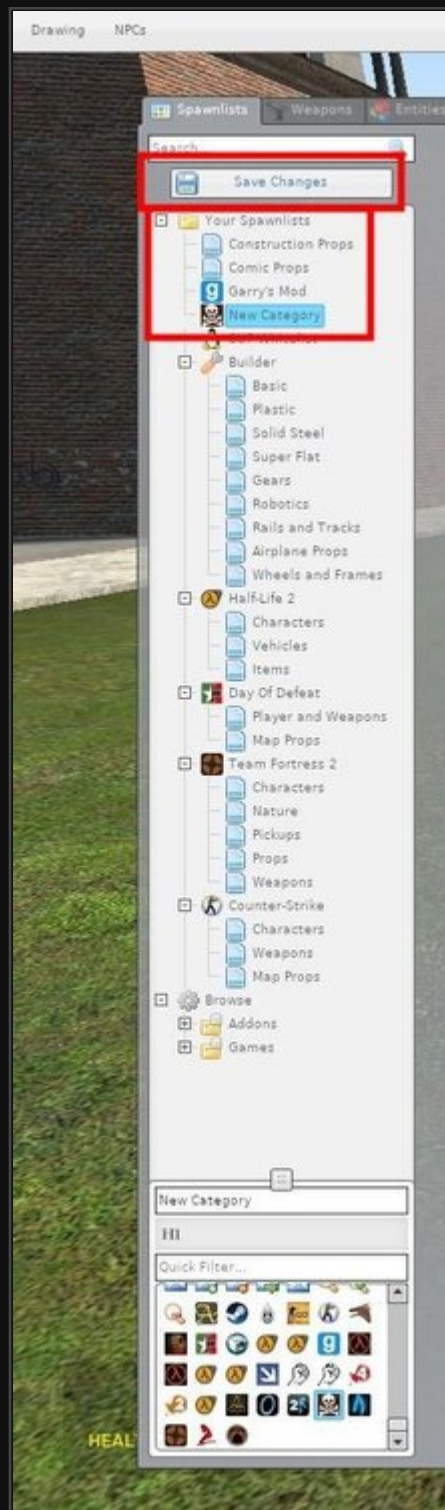 Drawing NPCs
Spawnlists Weapons Entities
Search...
Save Changes
Your Spawnlists
Construction Props
Comic Props
Garry's Mod
New Category
Builder
Basic
Plastic
Solid Steel
Super Flat
Gears
Robotics
Rails and Tracks
Airplane Props
Wheels and Frames
Half-Life 2
Characters
Vehicles
Items
Day Of Defeat
Player and Weapons
Map Props
Team Fortress 2
Characters
Nature
Pickups
Props
Weapons
Counter-Strike
Characters
Weapons
Map Props
Browse
Addons
Games
New Category
H1
Quick Filter...
HEAL